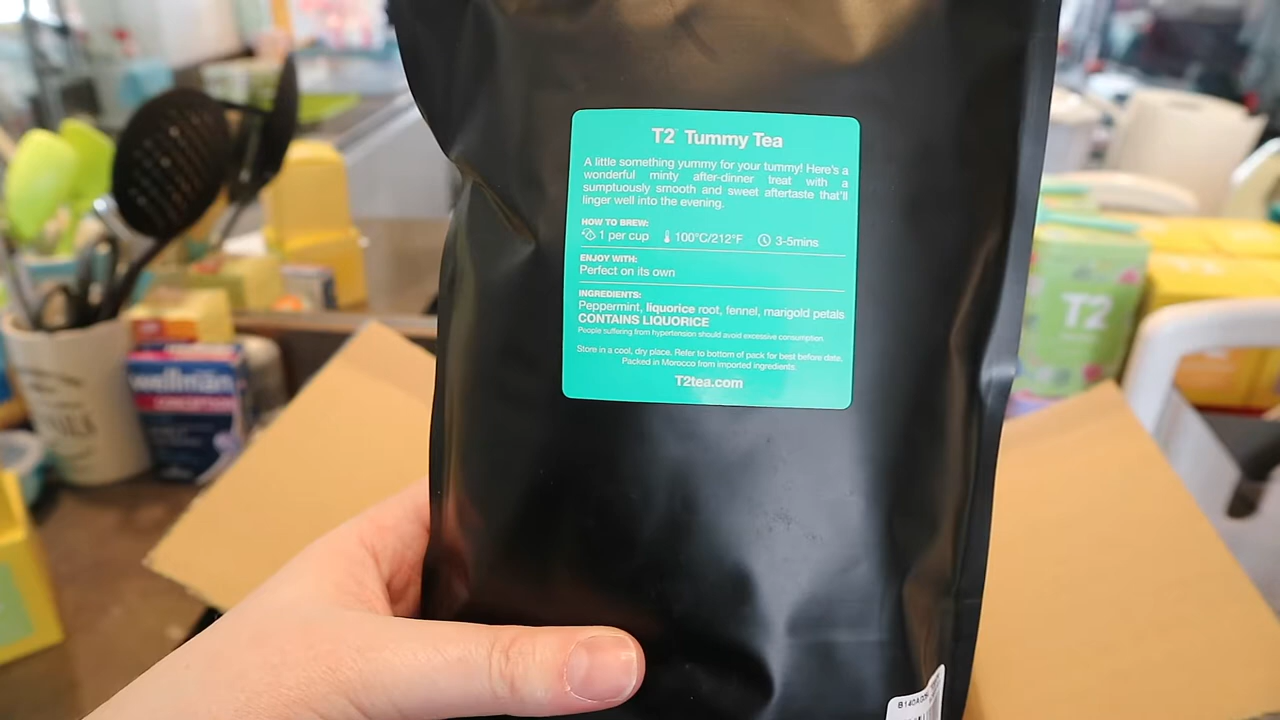 T2 Tummy Tea
A little something yummy for your tummy! Here's a
wonderful minty after-dinner treat with a
sumptuously smooth and sweet aftertaste that'll
linger well into the evening.
HOW TO BREW:
1 per cup 100°C/212°F 3-5mins
ENJOY WITH:
Perfect on its own
INGREDIENTS:
Peppermint, liquorice root, fennel, marigold petals
CONTAINS LIQUORICE
People suffering from hypertension should avoid excessive consumption.
Store in a cool, dry place. Refer to bottom of pack for best before date.
Packed in Morocco from imported ingredients.
T2tea.com
wellman
T2